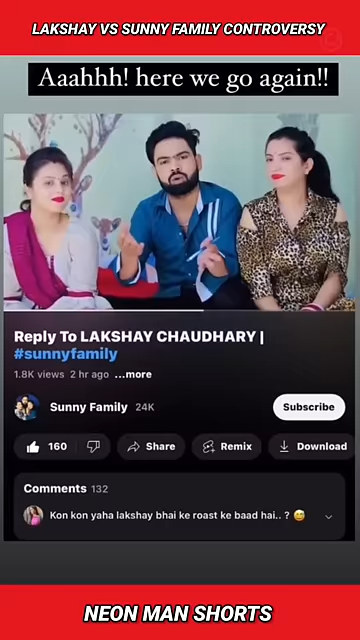 LAKSHAY VS SUNNY FAMILY CONTROVERSY
Aaahhh! here we go again!!
Reply To LAKSHAY CHAUDHARY |
#sunnyfamily
1.8K views 2 hr ago ...more
Sunny Family 24K
Subscribe
160 Share Remix Download
Comments 132
Kon kon yaha lakshay bhai ke roast ke baad hai.. ? 😅
NEON MAN SHORTS